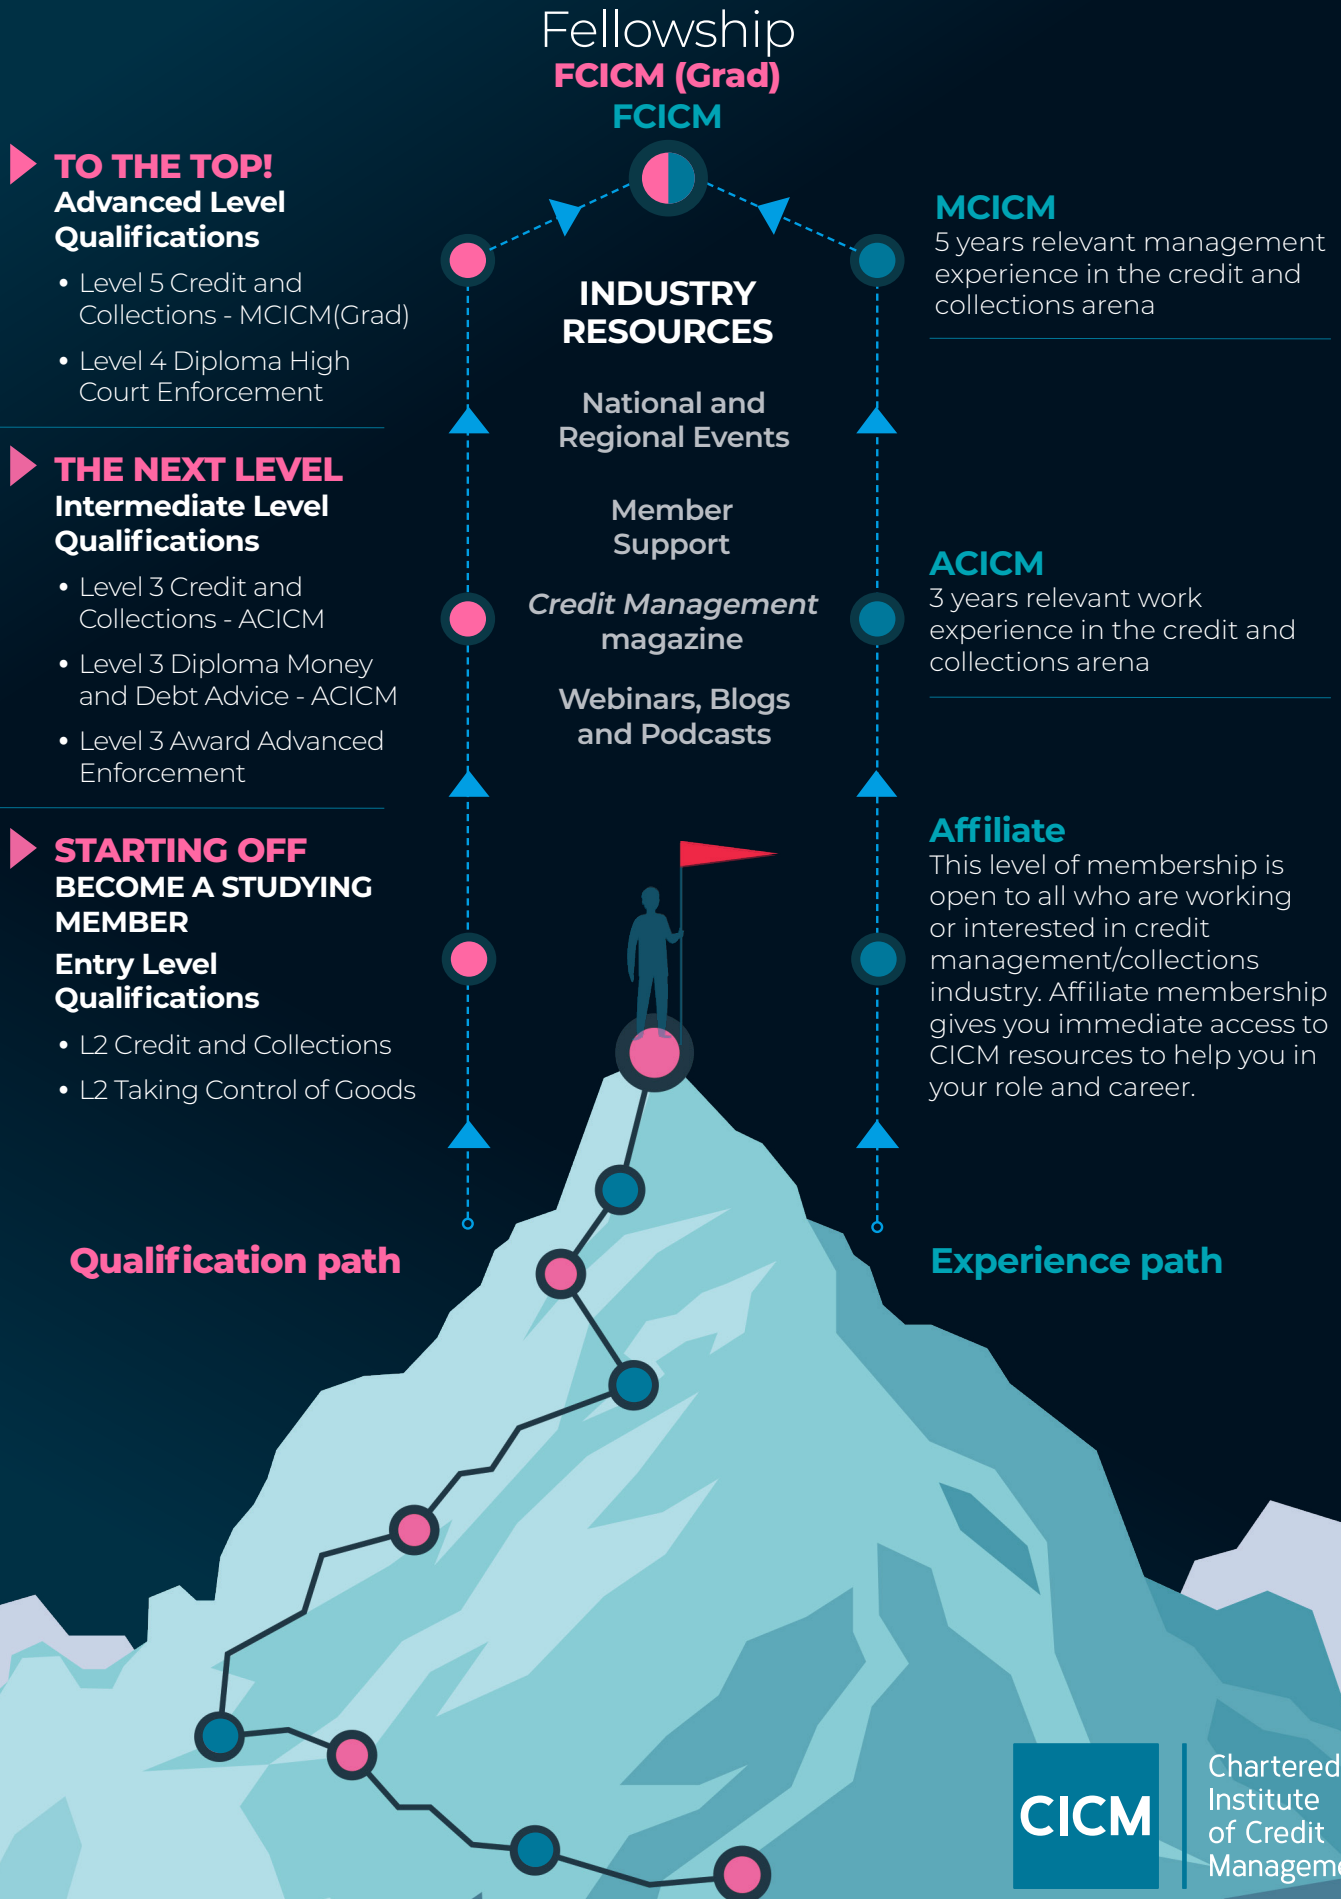 Fellowship
FCICM (Grad)
FCICM
TO THE TOP!
Advanced Level
Qualifications
• Level 5 Credit and
Collections - MCICM(Grad)
• Level 4 Diploma High
Court Enforcement
THE NEXT LEVEL
Intermediate Level
Qualifications
• Level 3 Credit and
Collections - ACICM
• Level 3 Diploma Money
and Debt Advice - ACICM
• Level 3 Award Advanced
Enforcement
STARTING OFF
BECOME A STUDYING
MEMBER
Entry Level
Qualifications
• L2 Credit and Collections
• L2 Taking Control of Goods
Qualification path
INDUSTRY
RESOURCES
National and
Regional Events
Member
Support
Credit Management
magazine
Webinars, Blogs
and Podcasts
MCICM
5 years relevant management
experience in the credit and
collections arena
ACICM
3 years relevant work
experience in the credit and
collections arena
Affiliate
This level of membership is
open to all who are working
or interested in credit
management/collections
industry. Affiliate membership
gives you immediate access to
CICM resources to help you in
your role and career.
Experience path
CICM
Chartered
Institute
of Credit